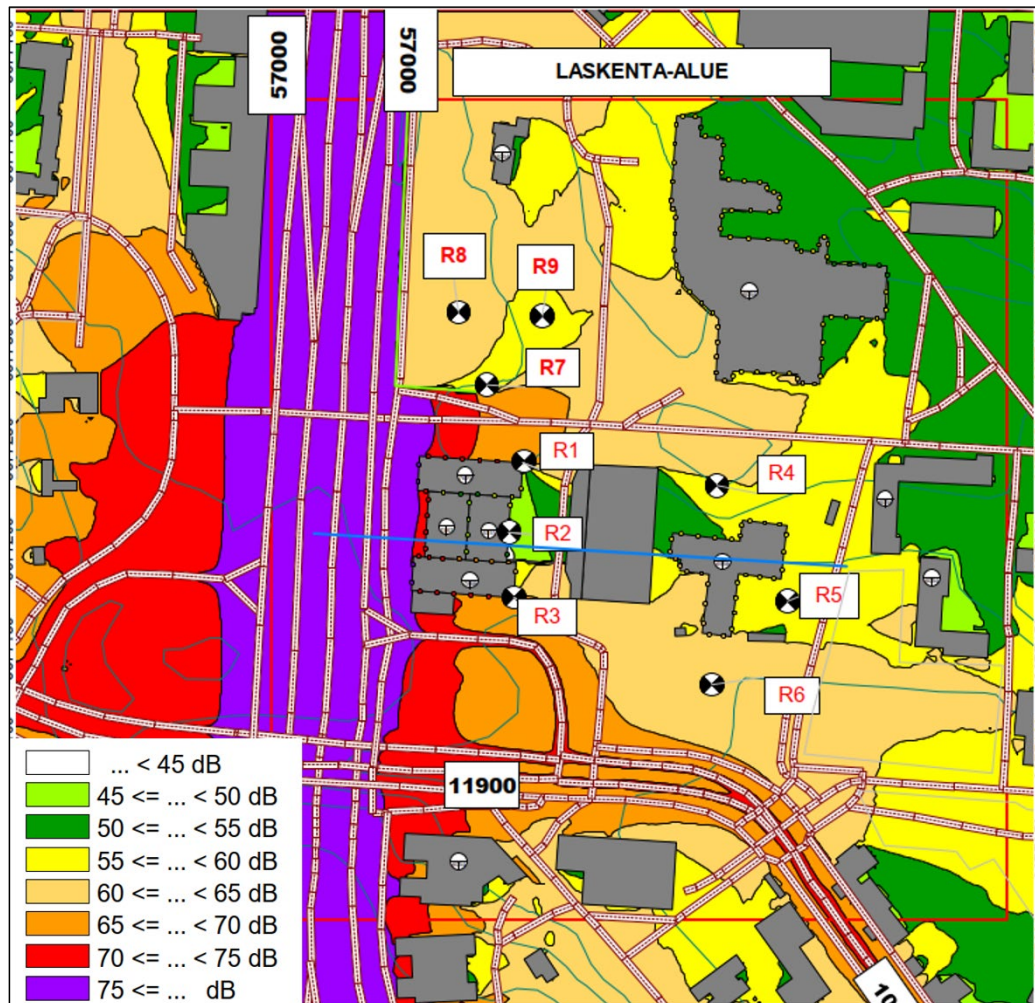 57000
57000
LASKENTA-ALUE
R8
R9
R7
R1
R4
R2
R5
R3
R6
11900
10
... < 45 dB
45 <= ... < 50 dB
50 <= ... < 55 dB
55 <= ... < 60 dB
60 <= ... < 65 dB
65 <= ... < 70 dB
70 <= ... < 75 dB
75 <= ... dB